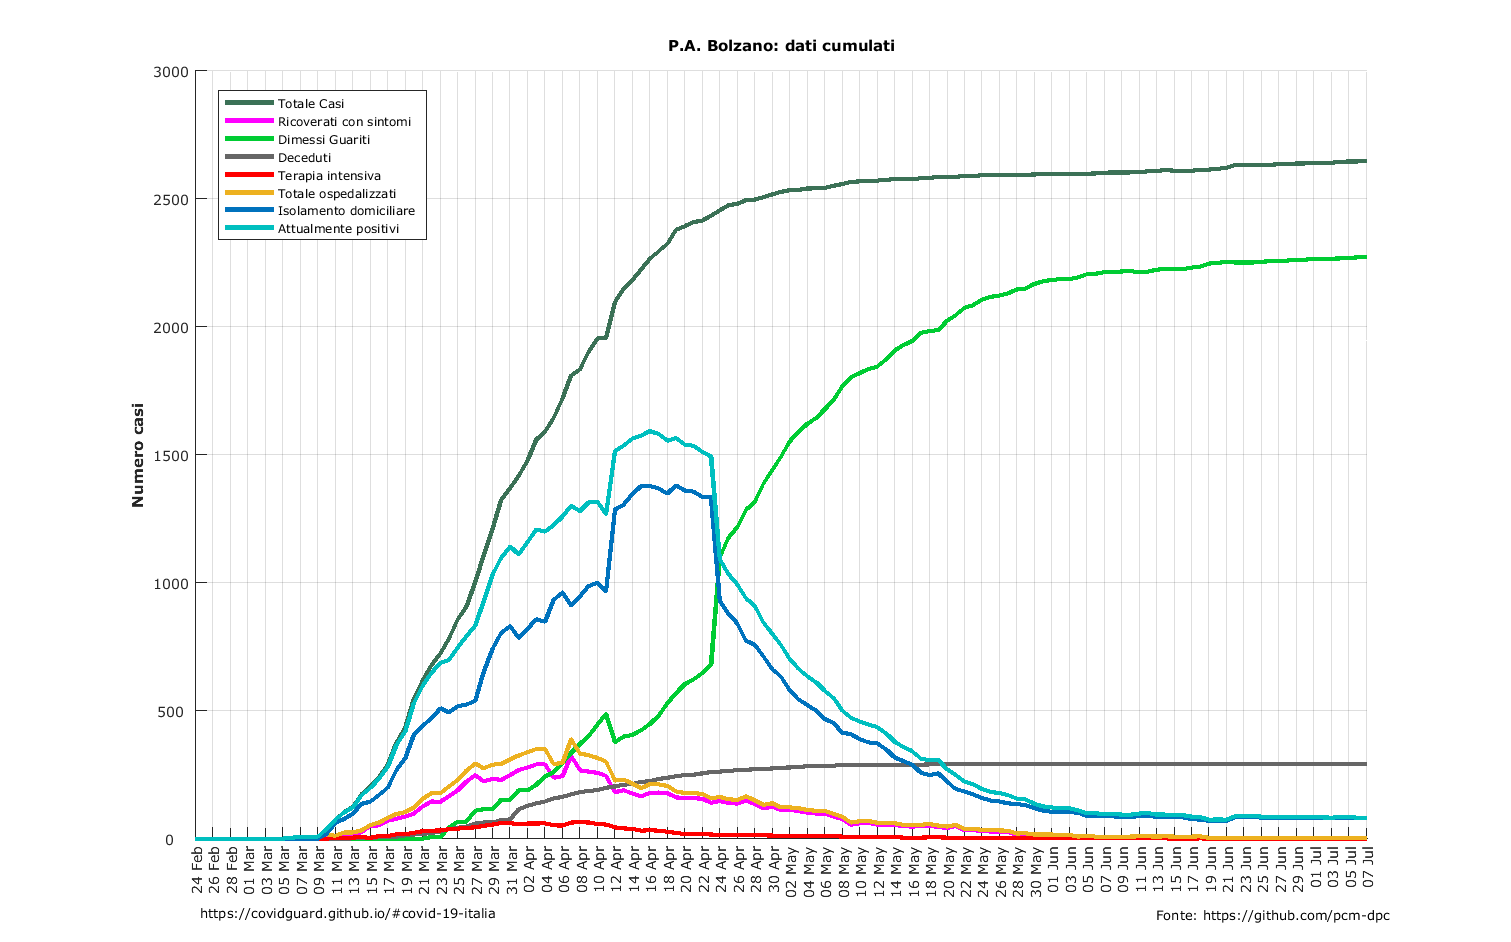 P.A. Bolzano: dati cumulati
3000
2500
2000
1500
1000
500
0
Numero casi
Totale Casi
Ricoverati con sintomi
Dimessi Guariti
Deceduti
Terapia intensiva
Totale ospedalizzati
Isolamento domiciliare
Attualmente positivi
24 Feb
26 Feb
28 Feb
01 Mar
03 Mar
05 Mar
07 Mar
09 Mar
11 Mar
13 Mar
15 Mar
17 Mar
19 Mar
21 Mar
23 Mar
25 Mar
27 Mar
29 Mar
31 Mar
02 Apr
04 Apr
06 Apr
08 Apr
10 Apr
12 Apr
14 Apr
16 Apr
18 Apr
20 Apr
22 Apr
24 Apr
26 Apr
28 Apr
30 Apr
02 May
04 May
06 May
08 May
10 May
12 May
14 May
16 May
18 May
20 May
22 May
24 May
26 May
28 May
30 May
01 Jun
03 Jun
05 Jun
07 Jun
09 Jun
11 Jun
13 Jun
15 Jun
17 Jun
19 Jun
21 Jun
23 Jun
25 Jun
27 Jun
29 Jun
01 Jul
03 Jul
05 Jul
07 Jul
https://covidguard.github.io/#covid-19-italia
Fonte: https://github.com/pcm-dpc